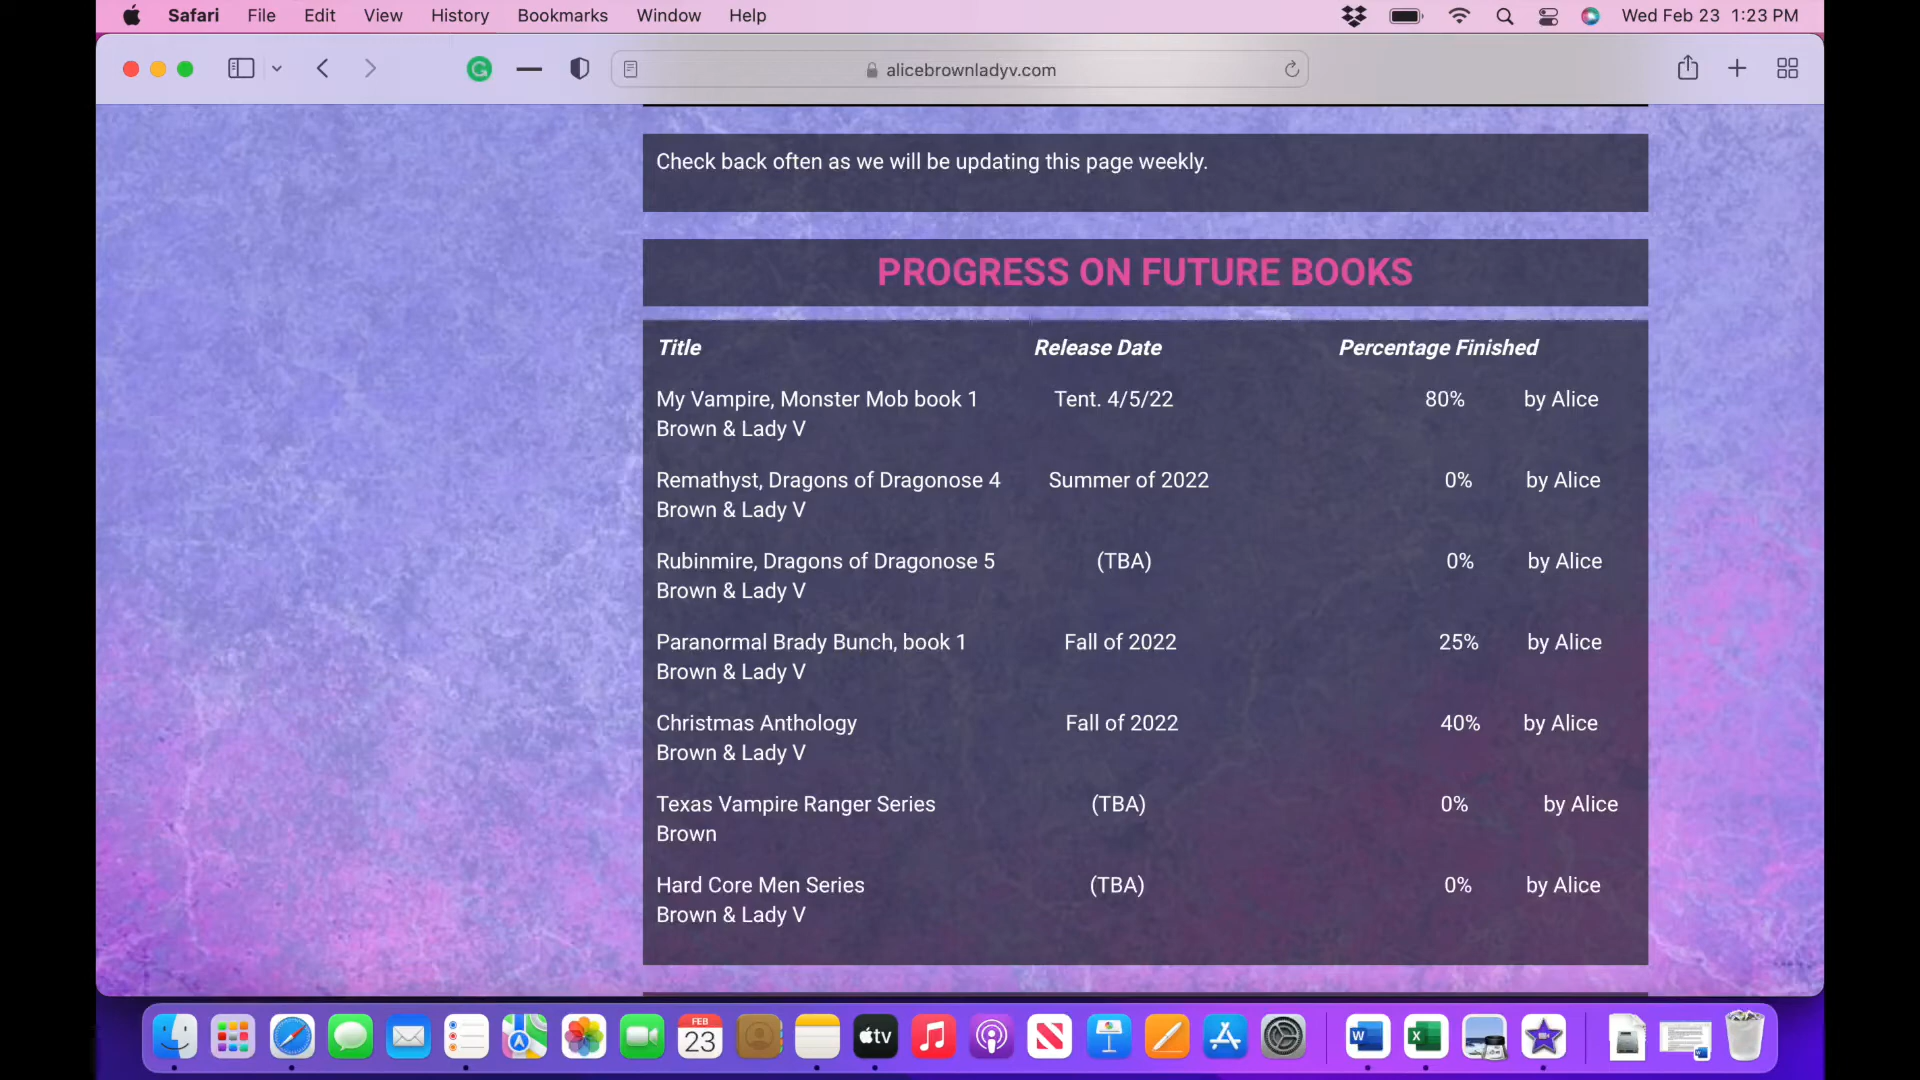 Safari File Edit View History Bookmarks Window Help Wed Feb 23 1:23 PM
alicebrownladyv.com
Check back often as we will be updating this page weekly.
PROGRESS ON FUTURE BOOKS
Title Release Date Percentage Finished
My Vampire, Monster Mob book 1 Tent. 4/5/22 80% by Alice
Brown & Lady V
Remathyst, Dragons of Dragonose 4 Summer of 2022 0% by Alice
Brown & Lady V
Rubinmire, Dragons of Dragonose 5 (TBA) 0% by Alice
Brown & Lady V
Paranormal Brady Bunch, book 1 Fall of 2022 25% by Alice
Brown & Lady V
Christmas Anthology Fall of 2022 40% by Alice
Brown & Lady V
Texas Vampire Ranger Series (TBA) 0% by Alice
Brown
Hard Core Men Series (TBA) 0% by Alice
Brown & Lady V
FEB
23
tv
W
X